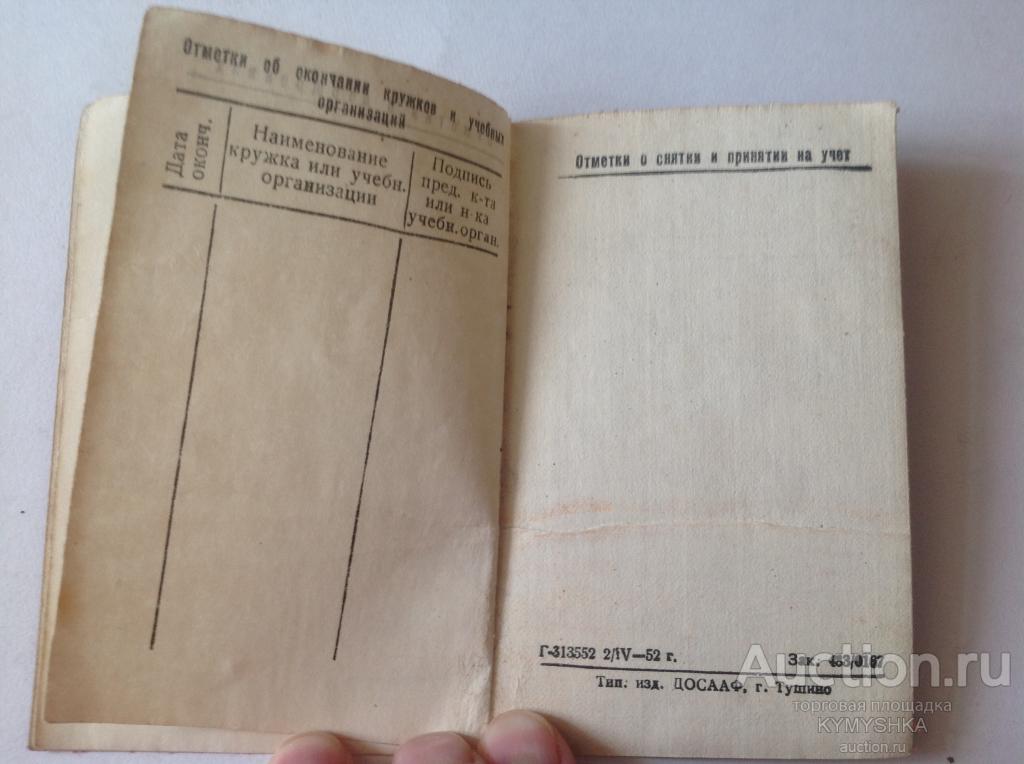 Отметки об окончании кружков и учебных
организаций
Дата
оконч.
Наименование
кружка или учебн.
организации
Подпись
пред. к-та
или н-ка
учебн. орган.
Отметки о снятии и принятии на учет
Г-313552 2/IV—52 г. Зак.
Тип. изд. ДОСААФ, г. Тушино
Auction.ru
торговая площадка
KYMYSHKA
auction.ru